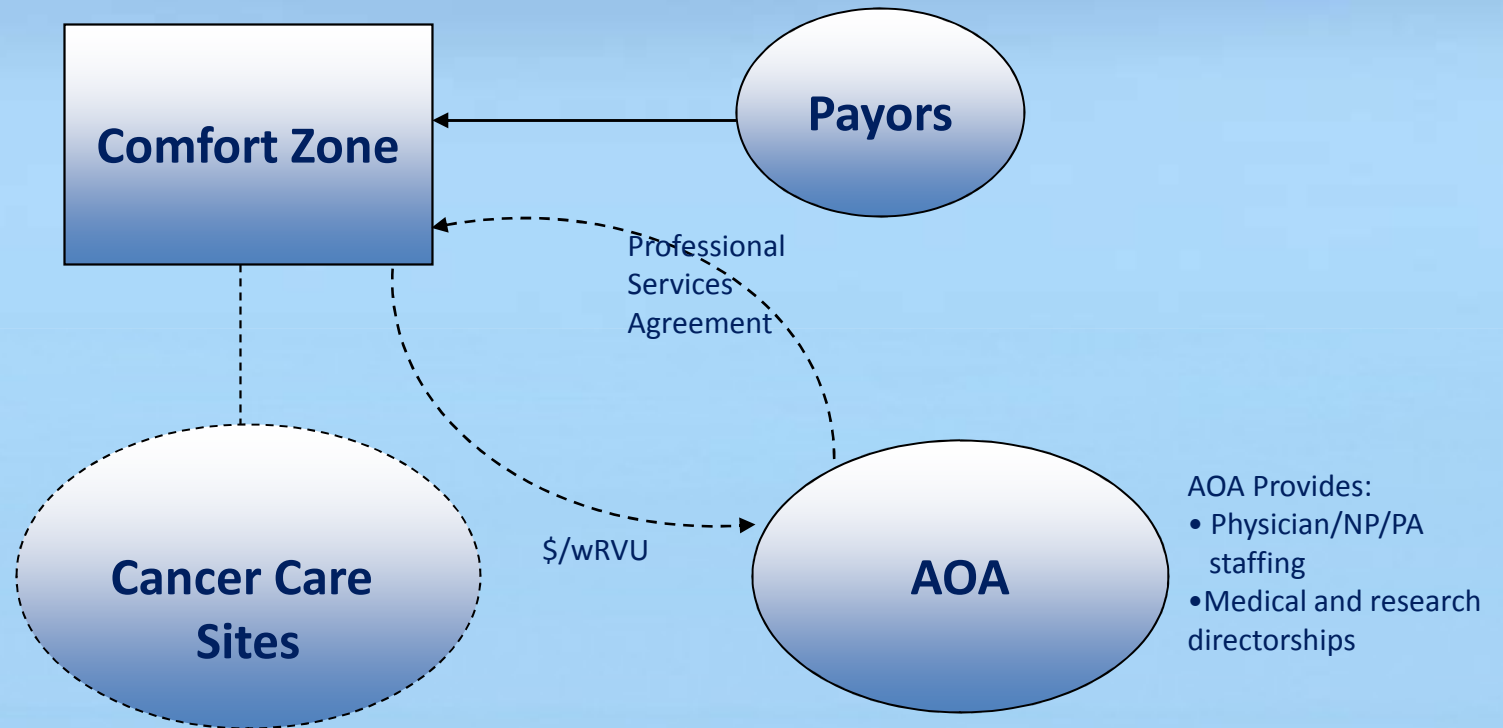 Comfort Zone
Payors
Professional
Services
Agreement
$/wRVU
Cancer Care
Sites
AOA
AOA Provides:
• Physician/NP/PA
staffing
•Medical and research
directorships